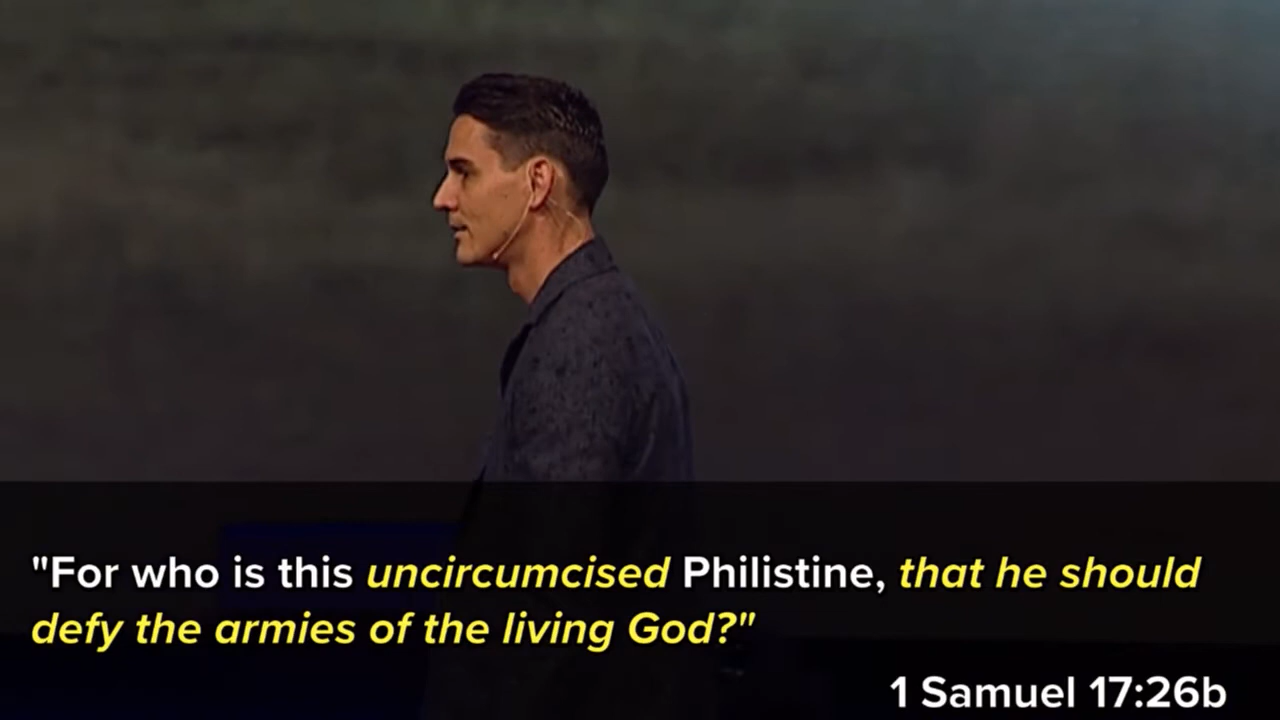 "For who is this uncircumcised Philistine, that he should
defy the armies of the living God?"
1 Samuel 17:26b